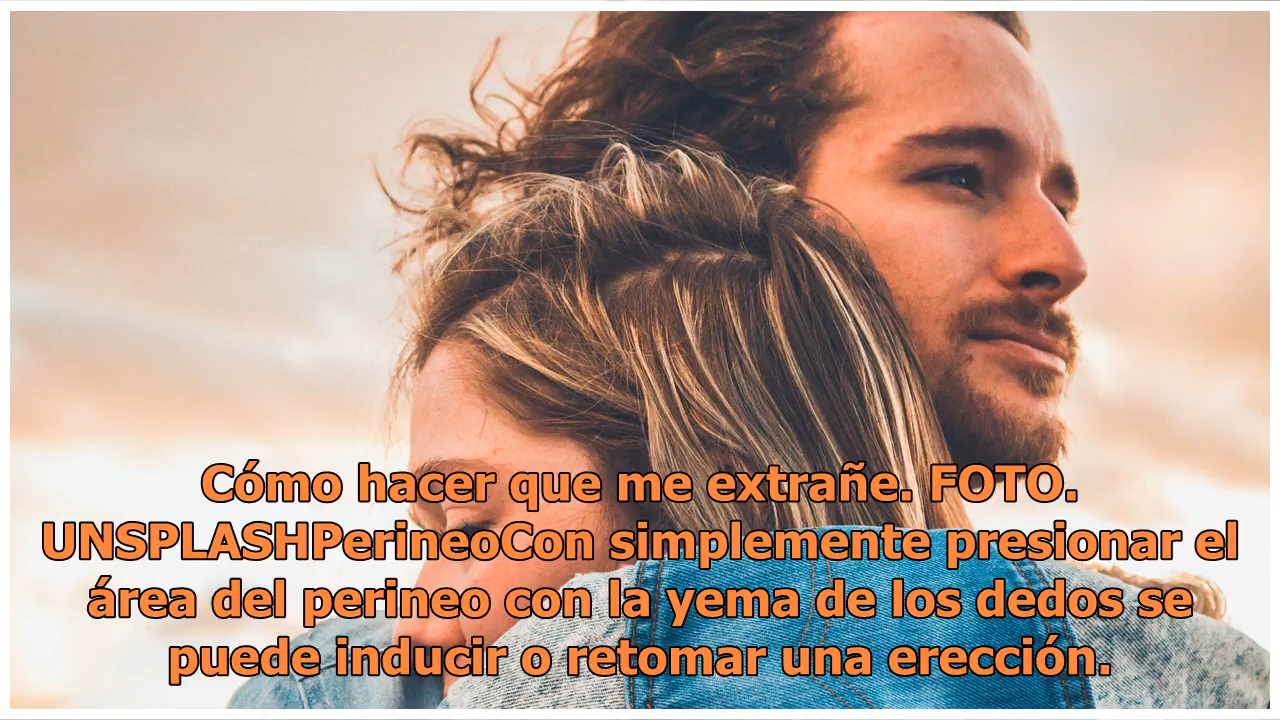 Cómo hacer que me extrañe. FOTO.
UNSPLASHPerineoCon simplemente presionar el
área del perineo con la yema de los dedos se
puede inducir o retomar una erección.